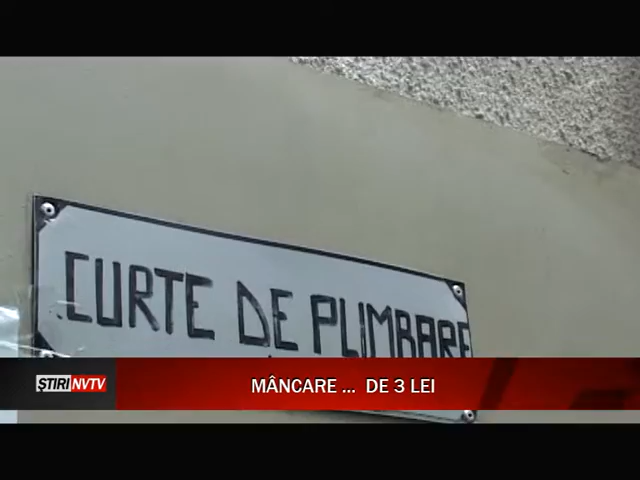 CURTE DE PLIMBARE
ȘTIRI NVTV
MÂNCARE ... DE 3 LEI